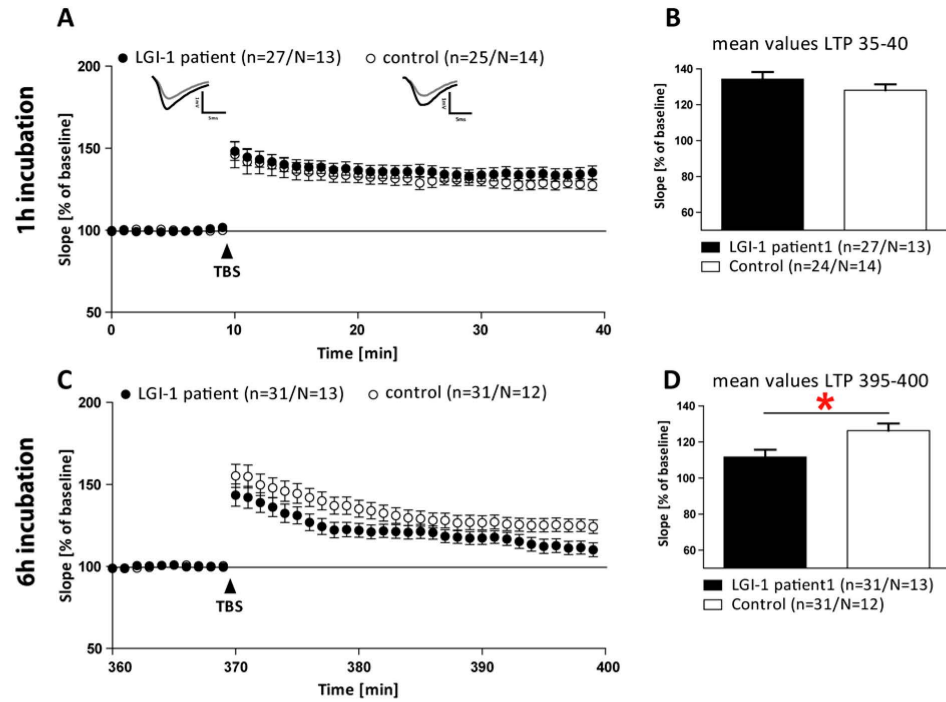 A
B
1h incubation
LGI-1 patient (n=27/N=13)
control (n=25/N=14)
mean values LTP 35-40
200
150
100
50
Slope [% of baseline]
1mV
5ms
1mV
5ms
TBS
0
10
20
30
40
Time [min]
140
120
100
80
60
Slope [% of baseline]
LGI-1 patient1 (n=27/N=13)
Control (n=24/N=14)
C
D
6h incubation
LGI-1 patient (n=31/N=13)
control (n=31/N=12)
mean values LTP 395-400
200
150
100
50
Slope [% of baseline]
TBS
360
370
380
390
400
Time [min]
*
140
120
100
80
60
Slope [% of baseline]
LGI-1 patient1 (n=31/N=13)
Control (n=31/N=12)